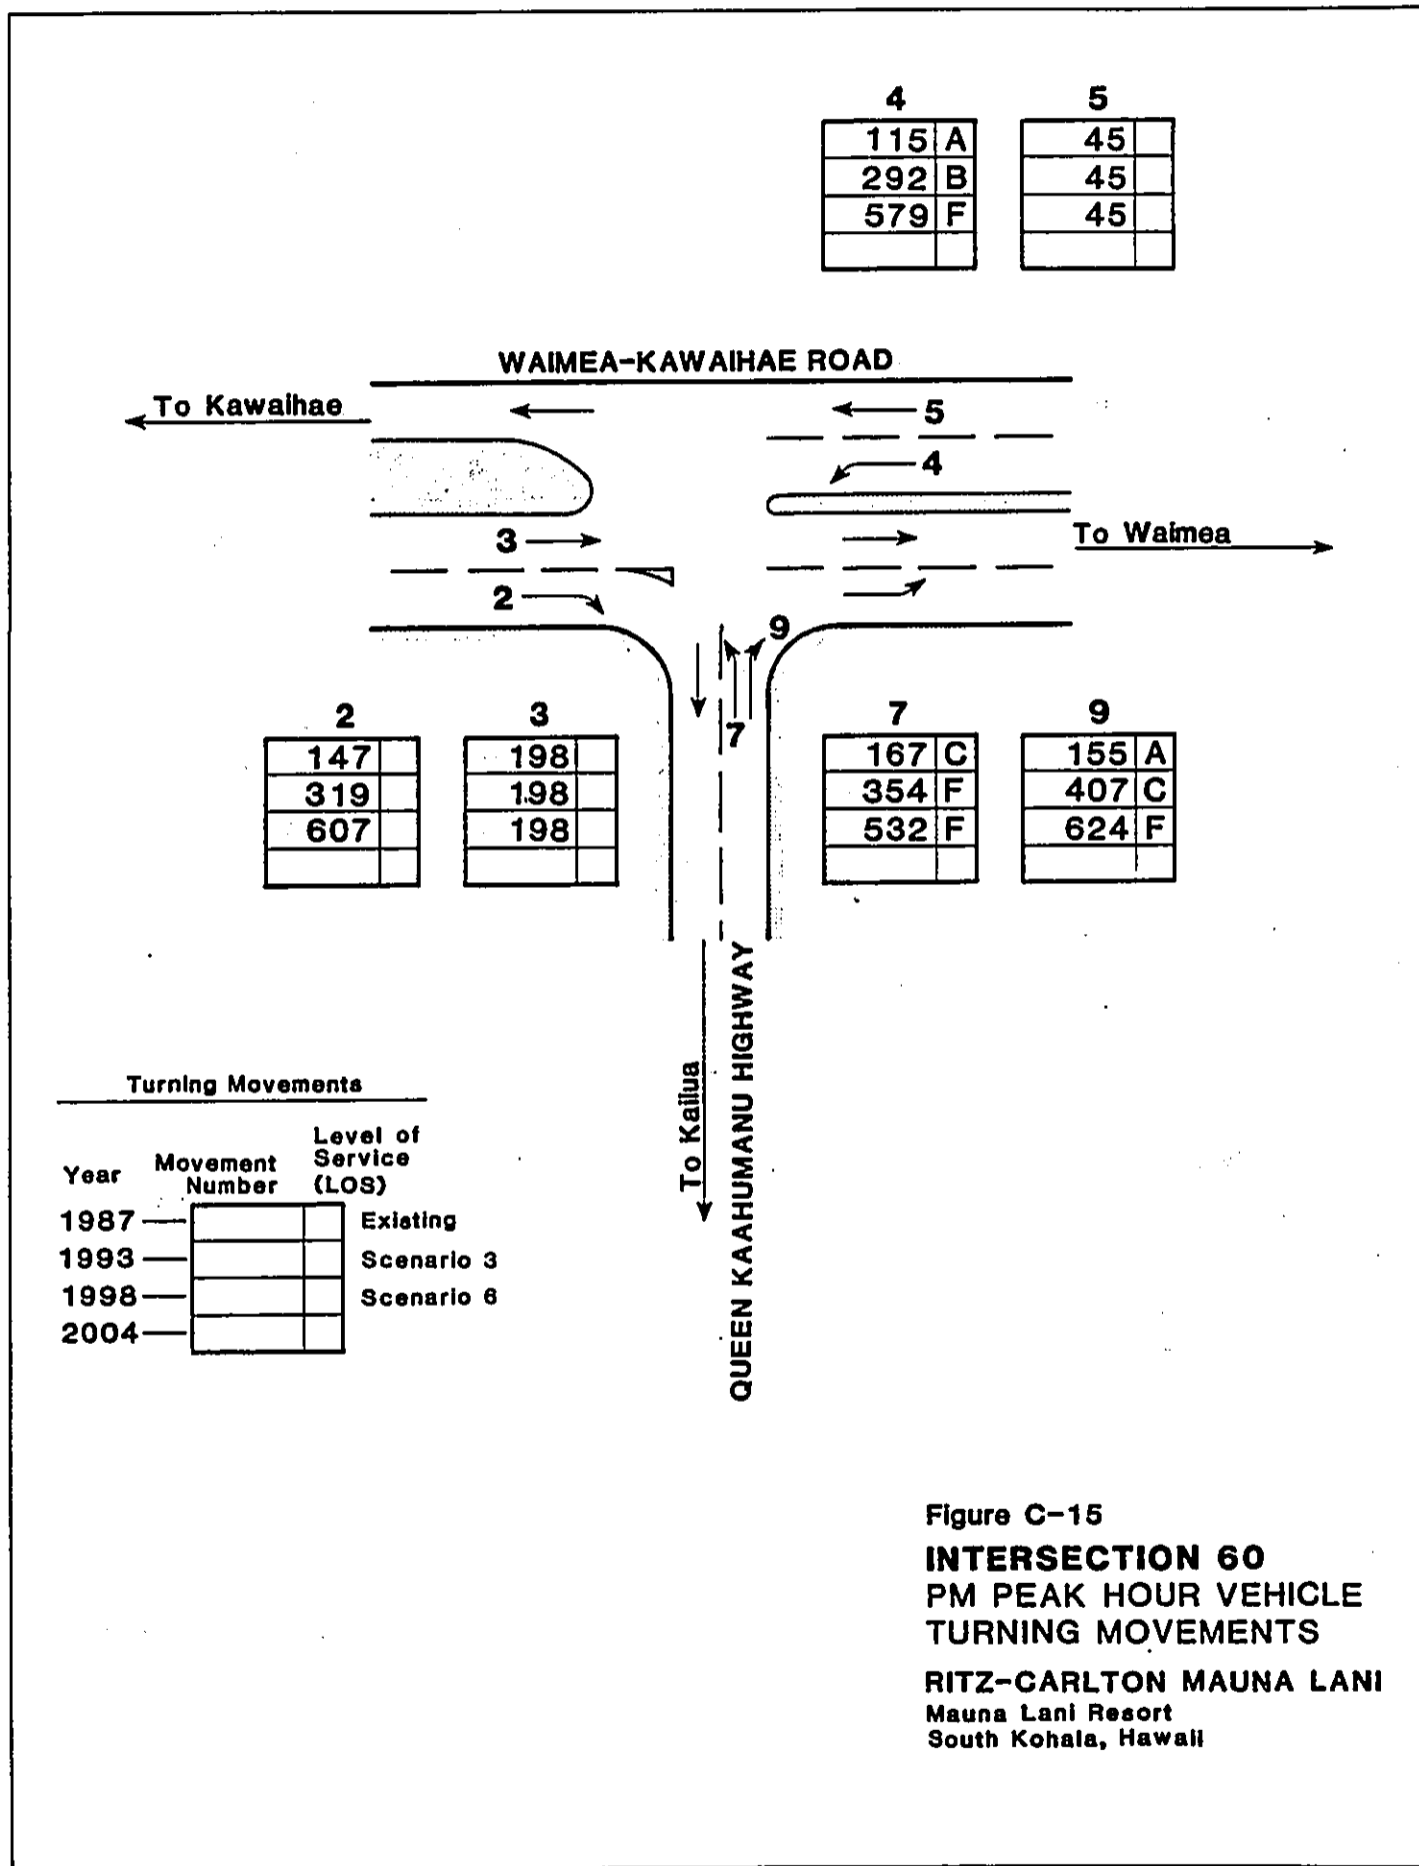 4 5
115 A 45
292 B 45
579 F 45
WAIMEA-KAWAIHAE ROAD
To Kawaihae
5
4
3
To Waimea
2
9
7
2 3 7 9
147 198 167 C 155 A
319 198 354 F 407 C
607 198 532 F 624 F
To Kailua
QUEEN KAAHUMANU HIGHWAY
Turning Movements
Year Movement Number Level of Service (LOS)
1987 Existing
1993 Scenario 3
1998 Scenario 6
2004
Figure C-15
INTERSECTION 60
PM PEAK HOUR VEHICLE
TURNING MOVEMENTS
RITZ-CARLTON MAUNA LANI
Mauna Lani Resort
South Kohala, Hawaii